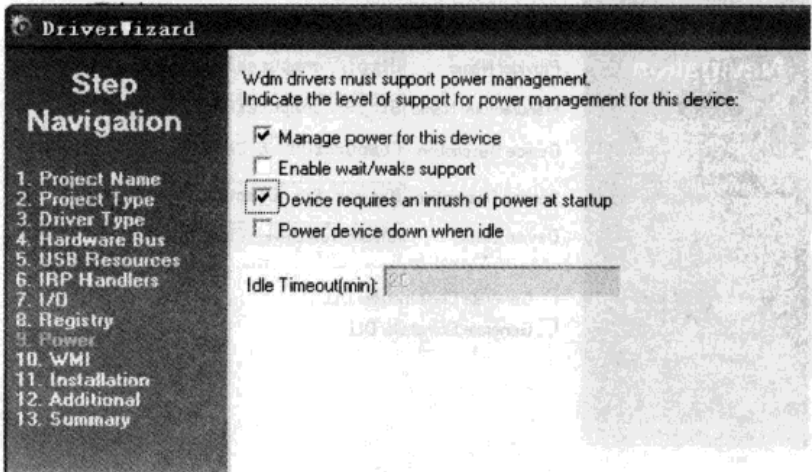 DriverWizard
Step
Navigation
1. Project Name
2. Project Type
3. Driver Type
4. Hardware Bus
5. USB Resources
6. IRP Handlers
7. I/O
8. Registry
9. Power
10. WMI
11. Installation
12. Additional
13. Summary
Wdm drivers must support power management.
Indicate the level of support for power management for this device:
Manage power for this device
Enable wait/wake support
Device requires an inrush of power at startup
Power device down when idle
Idle Timeout(min):